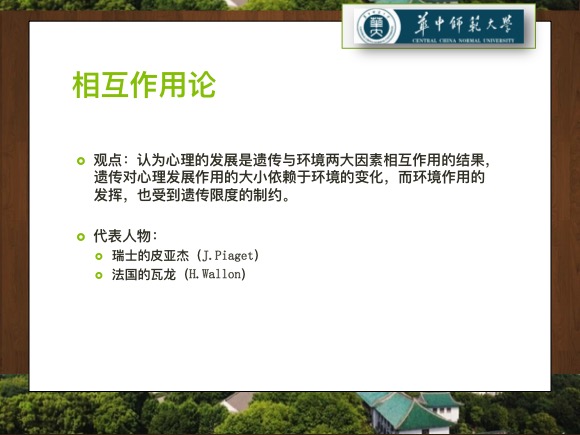 華中师範大學
CENTRAL CHINA NORMAL UNIVERSITY
相互作用论
观点：认为心理的发展是遗传与环境两大因素相互作用的结果，
遗传对心理发展作用的大小依赖于环境的变化，而环境作用的
发挥，也受到遗传限度的制约。
代表人物：
瑞士的皮亚杰（J.Piaget）
法国的瓦龙（H.Wallon）